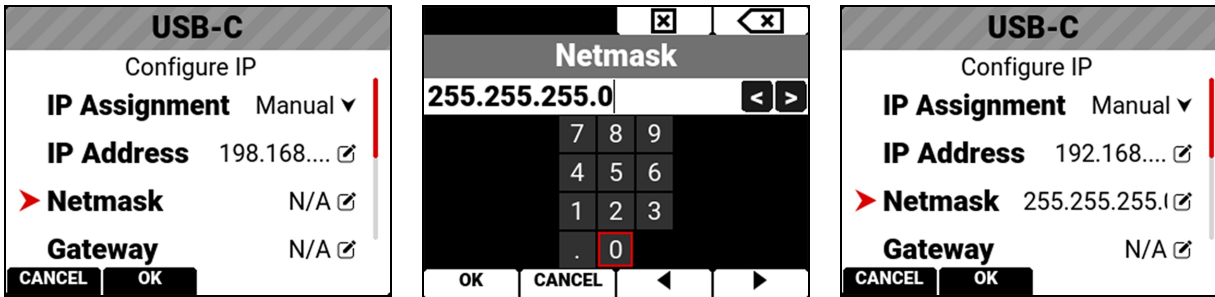 USB-C
Configure IP
IP Assignment Manual
IP Address 198.168....
Netmask N/A
Gateway N/A
CANCEL OK
Netmask
255.255.255.0 < >
7 8 9
4 5 6
1 2 3
. 0
OK CANCEL
USB-C
Configure IP
IP Assignment Manual
IP Address 192.168....
Netmask 255.255.255.
Gateway N/A
CANCEL OK